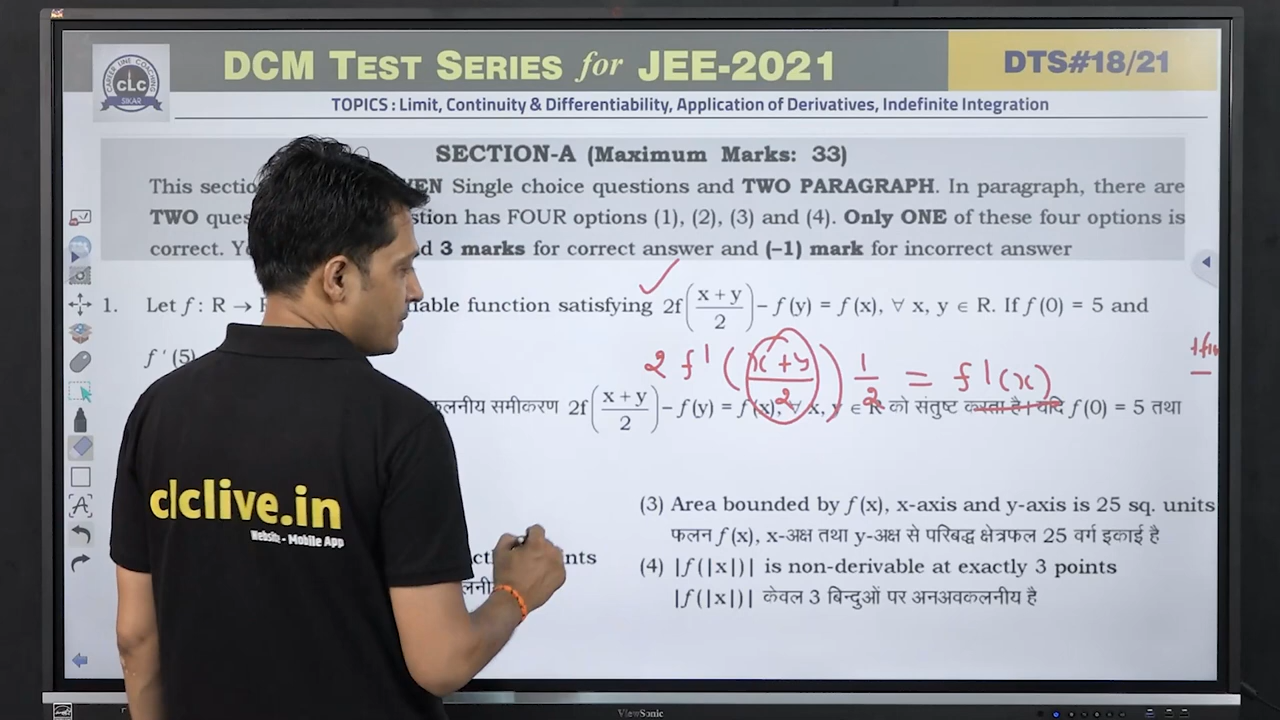 DCM TEST SERIES for JEE-2021
DTS#18/21
CAREER LINE COACHING
CLC
SIKAR
TOPICS : Limit, Continuity & Differentiability, Application of Derivatives, Indefinite Integration
SECTION-A (Maximum Marks: 33)
This Single choice questions and TWO PARAGRAPH. In paragraph, there are
TWO has FOUR options (1), (2), (3) and (4). Only ONE of these four options is
correct. 3 marks for correct answer and (–1) mark for incorrect answer
1. Let f : R → function satisfying 2f((x + y)/2) – f(y) = f(x), ∀ x, y ∈ R. If f(0) = 5 and
f '(5)
2 f'((x + y)/2) 1/2 = f'(x)
समीकरण 2f((x + y)/2) – f(y) = f(x), ∀ x, y ∈ R को संतुष्ट करता है। यदि f(0) = 5 तथा
(3) Area bounded by f(x), x-axis and y-axis is 25 sq. units
फलन f(x), x-अक्ष तथा y-अक्ष से परिबद्ध क्षेत्रफल 25 वर्ग इकाई है
(4) |f(|x|)| is non-derivable at exactly 3 points
|f(|x|)| केवल 3 बिन्दुओं पर अनअवकलनीय है
clclive.in
Website - Mobile App
ViewSonic